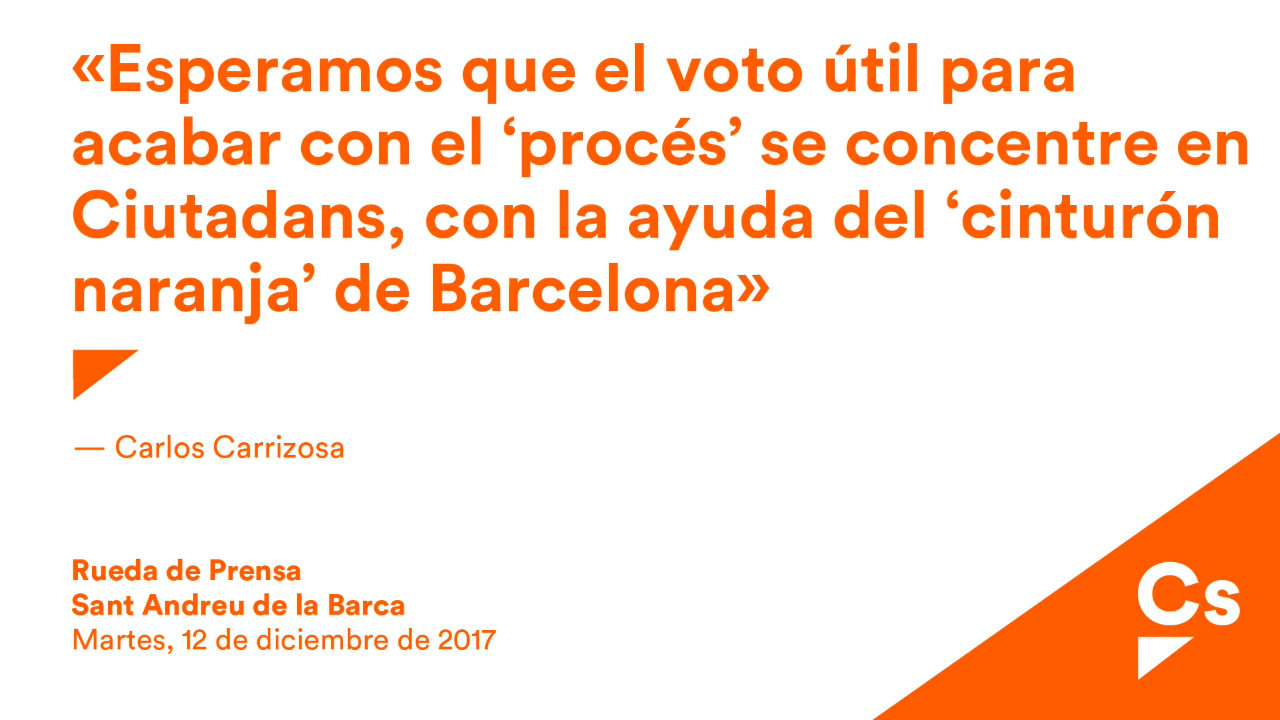 «Esperamos que el voto útil para
acabar con el ‘procés’ se concentre en
Ciutadans, con la ayuda del ‘cinturón
naranja’ de Barcelona»
— Carlos Carrizosa
Rueda de Prensa
Sant Andreu de la Barca
Martes, 12 de diciembre de 2017
Cs